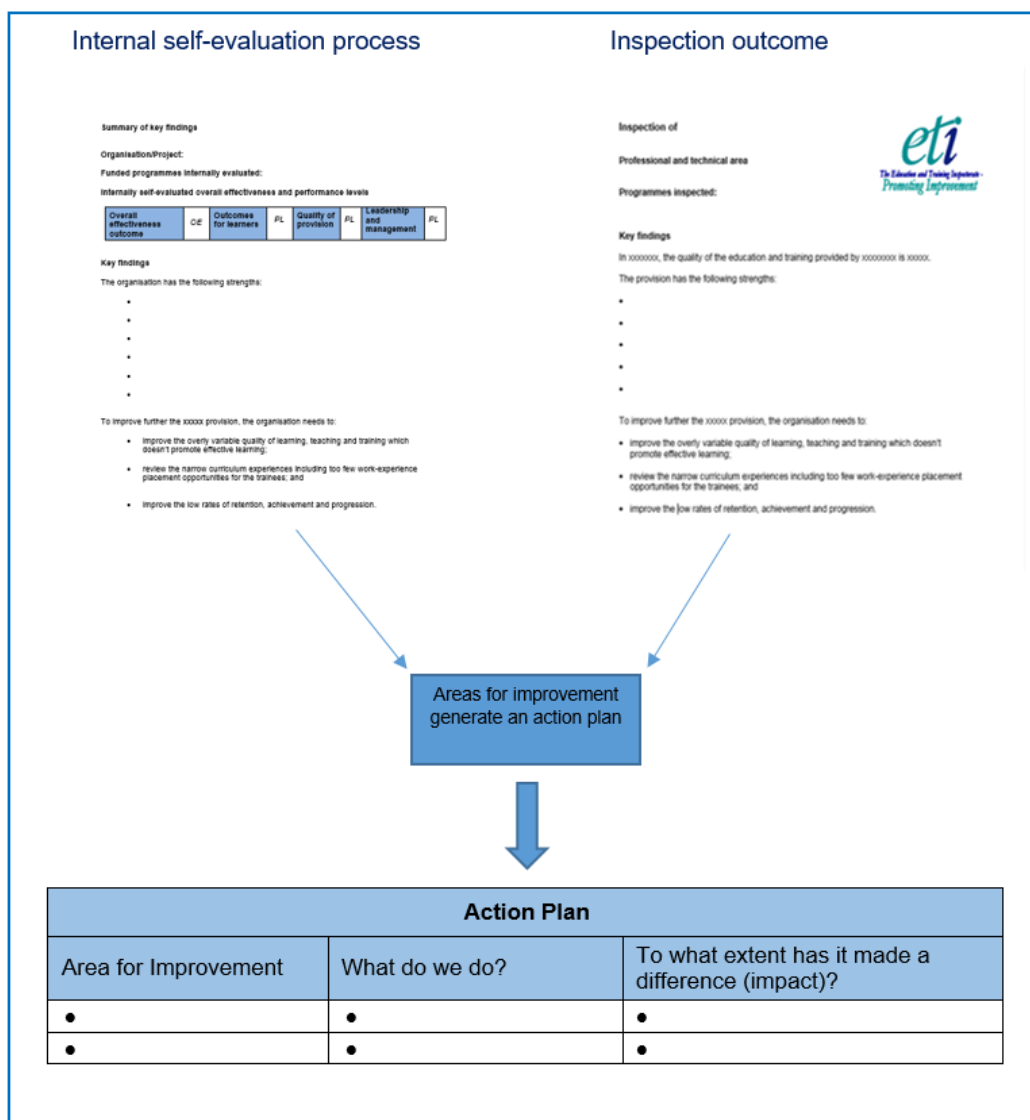 Internal self-evaluation process
Summary of key findings
Organisation/Project:
Funded programmes internally evaluated:
Internally self-evaluated overall effectiveness and performance levels
Overall effectiveness outcome OE Outcomes for learners PL Quality of provision PL Leadership and management PL
Key findings
The organisation has the following strengths:
•
•
•
•
•
•
To improve further the xxxxx provision, the organisation needs to:
• improve the overly variable quality of learning, teaching and training which
doesn't promote effective learning;
• review the narrow curriculum experiences including too few work-experience
placement opportunities for the trainees; and
• improve the low rates of retention, achievement and progression.
Inspection outcome
eti
The Education and Training Inspectorate -
Promoting Improvement
Inspection of
Professional and technical area
Programmes inspected:
Key findings
In xxxxxxx, the quality of the education and training provided by xxxxxxxx is xxxxx.
The provision has the following strengths:
•
•
•
•
•
To improve further the xxxxx provision, the organisation needs to:
• improve the overly variable quality of learning, teaching and training which doesn't
promote effective learning;
• review the narrow curriculum experiences including too few work-experience placement
opportunities for the trainees; and
• improve the low rates of retention, achievement and progression.
Areas for improvement
generate an action plan
Action Plan
Area for Improvement
What do we do?
To what extent has it made a
difference (impact)?
• • •
• • •